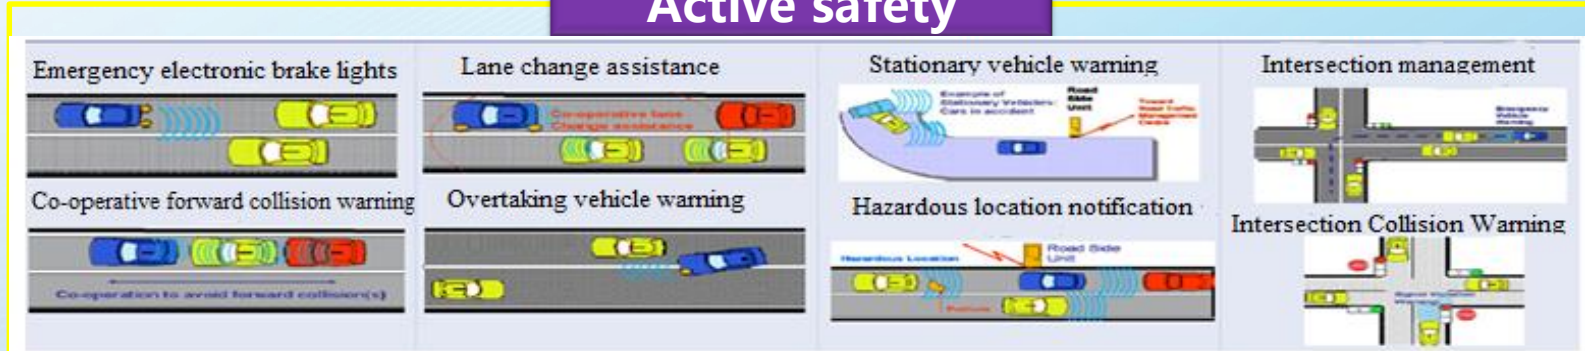 Active safety
Emergency electronic brake lights
Lane change assistance
Co-operative lane
Change assistance
Stationary vehicle warning
Example of
Stationary Vehicles:
Cars in accident
Road
Side
Unit
Toward
Road Traffic
Management
Centre
Intersection management
Emergency
Vehicle
Warning
Co-operative forward collision warning
Co-operation to avoid forward collision(s)
Overtaking vehicle warning
Hazardous location notification
Hazardous Location
Road Side
Unit
Intersection Collision Warning
Signal Violation
Warning